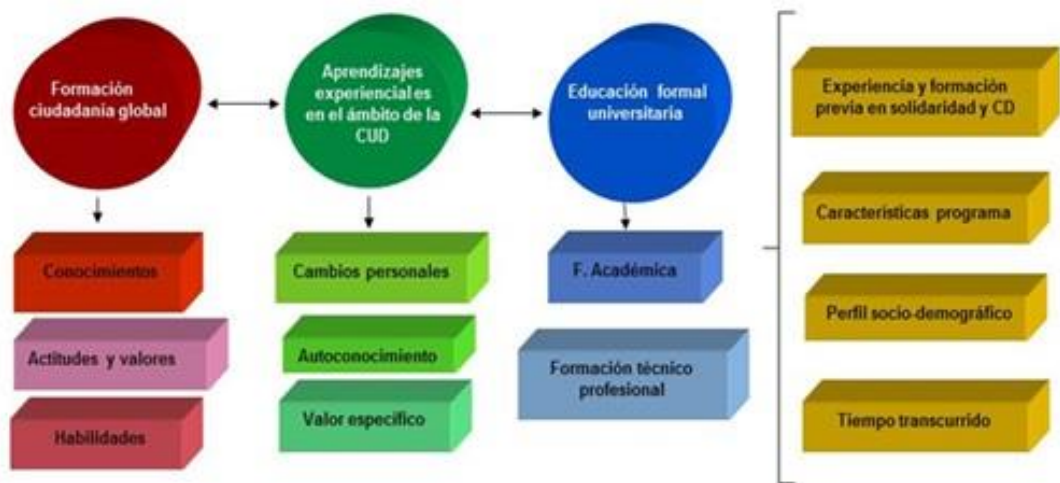 Formación
ciudadanía global
Aprendizajes
experiencial es
en el ámbito de la
CUD
Educación formal
universitaria
Conocimientos
Actitudes y valores
Habilidades
Cambios personales
Autoconocimiento
Valor específico
F. Académica
Formación técnico
profesional
Experiencia y formación
previa en solidaridad y CD
Características programa
Perfil socio-demográfico
Tiempo transcurrido